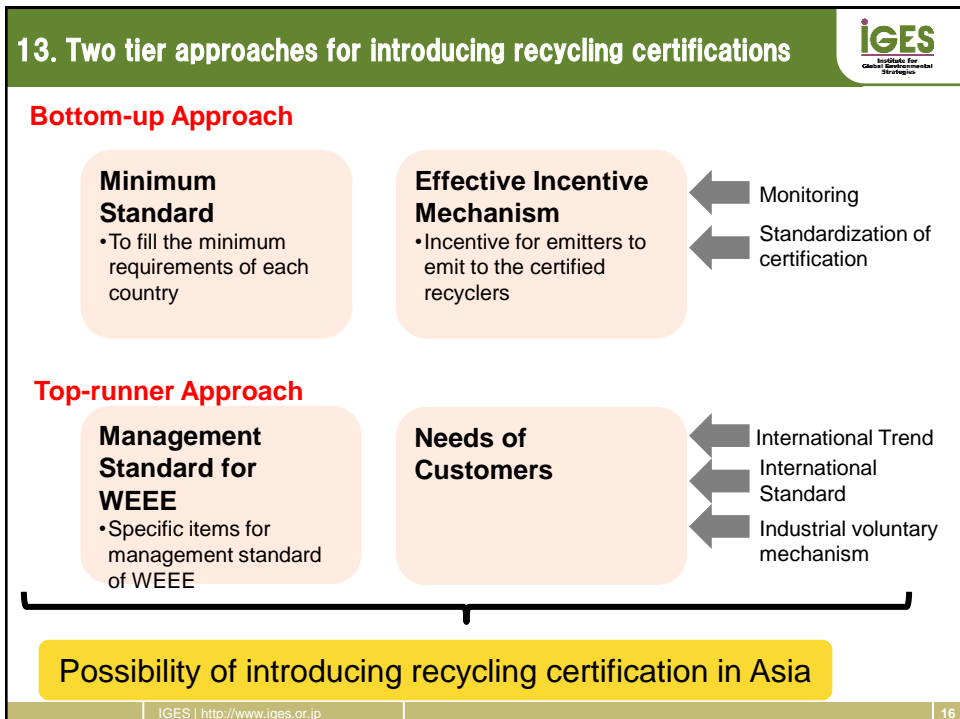 13. Two tier approaches for introducing recycling certifications
iGES
Institute for
Global Environmental
Strategies
Bottom-up Approach
Minimum
Standard
•To fill the minimum
requirements of each
country
Effective Incentive
Mechanism
•Incentive for emitters to
emit to the certified
recyclers
Monitoring
Standardization of
certification
Top-runner Approach
Management
Standard for
WEEE
•Specific items for
management standard
of WEEE
Needs of
Customers
International Trend
International
Standard
Industrial voluntary
mechanism
Possibility of introducing recycling certification in Asia
IGES | http://www.iges.or.jp
16